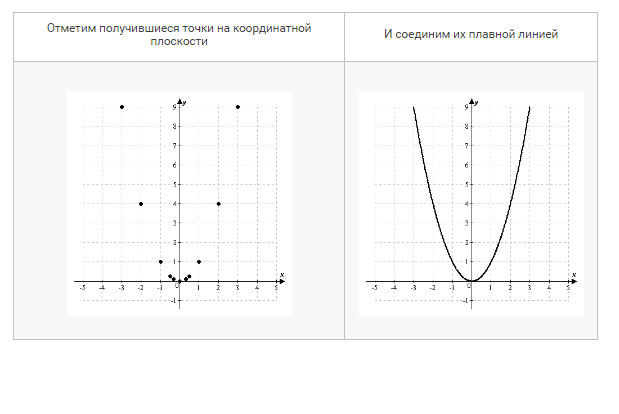 Отметим получившиеся точки на координатной
плоскости
И соединим их плавной линией
y
9
8
7
6
5
4
3
2
1
x
-5 -4 -3 -2 -1 0 1 2 3 4 5
-1
y
9
8
7
6
5
4
3
2
1
x
-5 -4 -3 -2 -1 0 1 2 3 4 5
-1